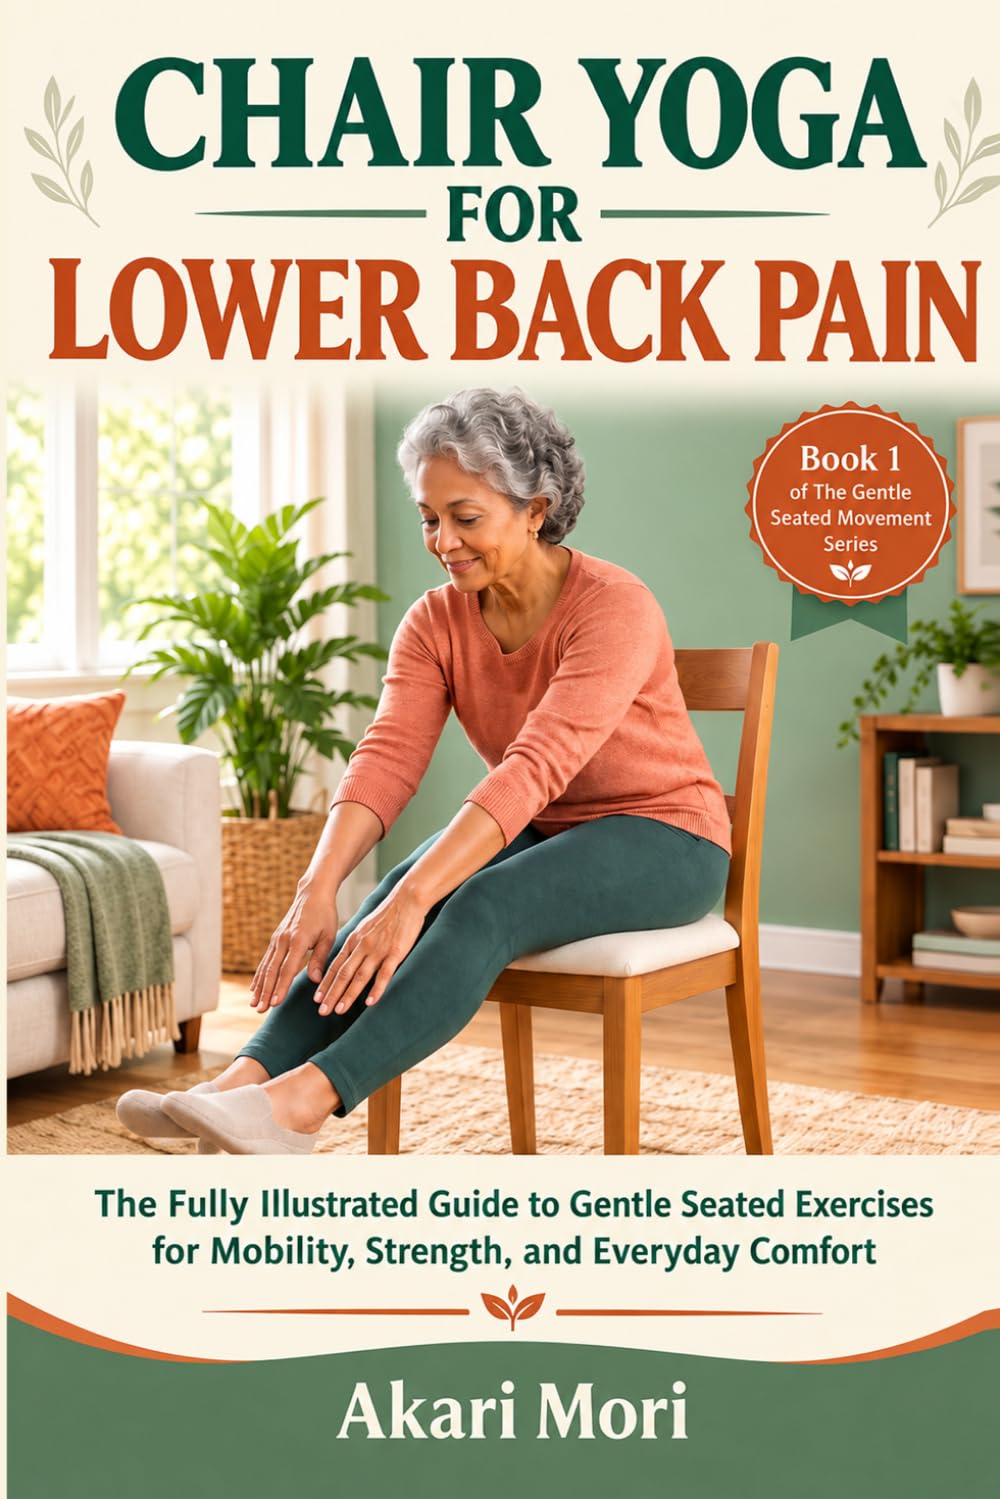 CHAIR YOGA
FOR
LOWER BACK PAIN
Book 1
of The Gentle
Seated Movement
Series
The Fully Illustrated Guide to Gentle Seated Exercises
for Mobility, Strength, and Everyday Comfort
Akari Mori